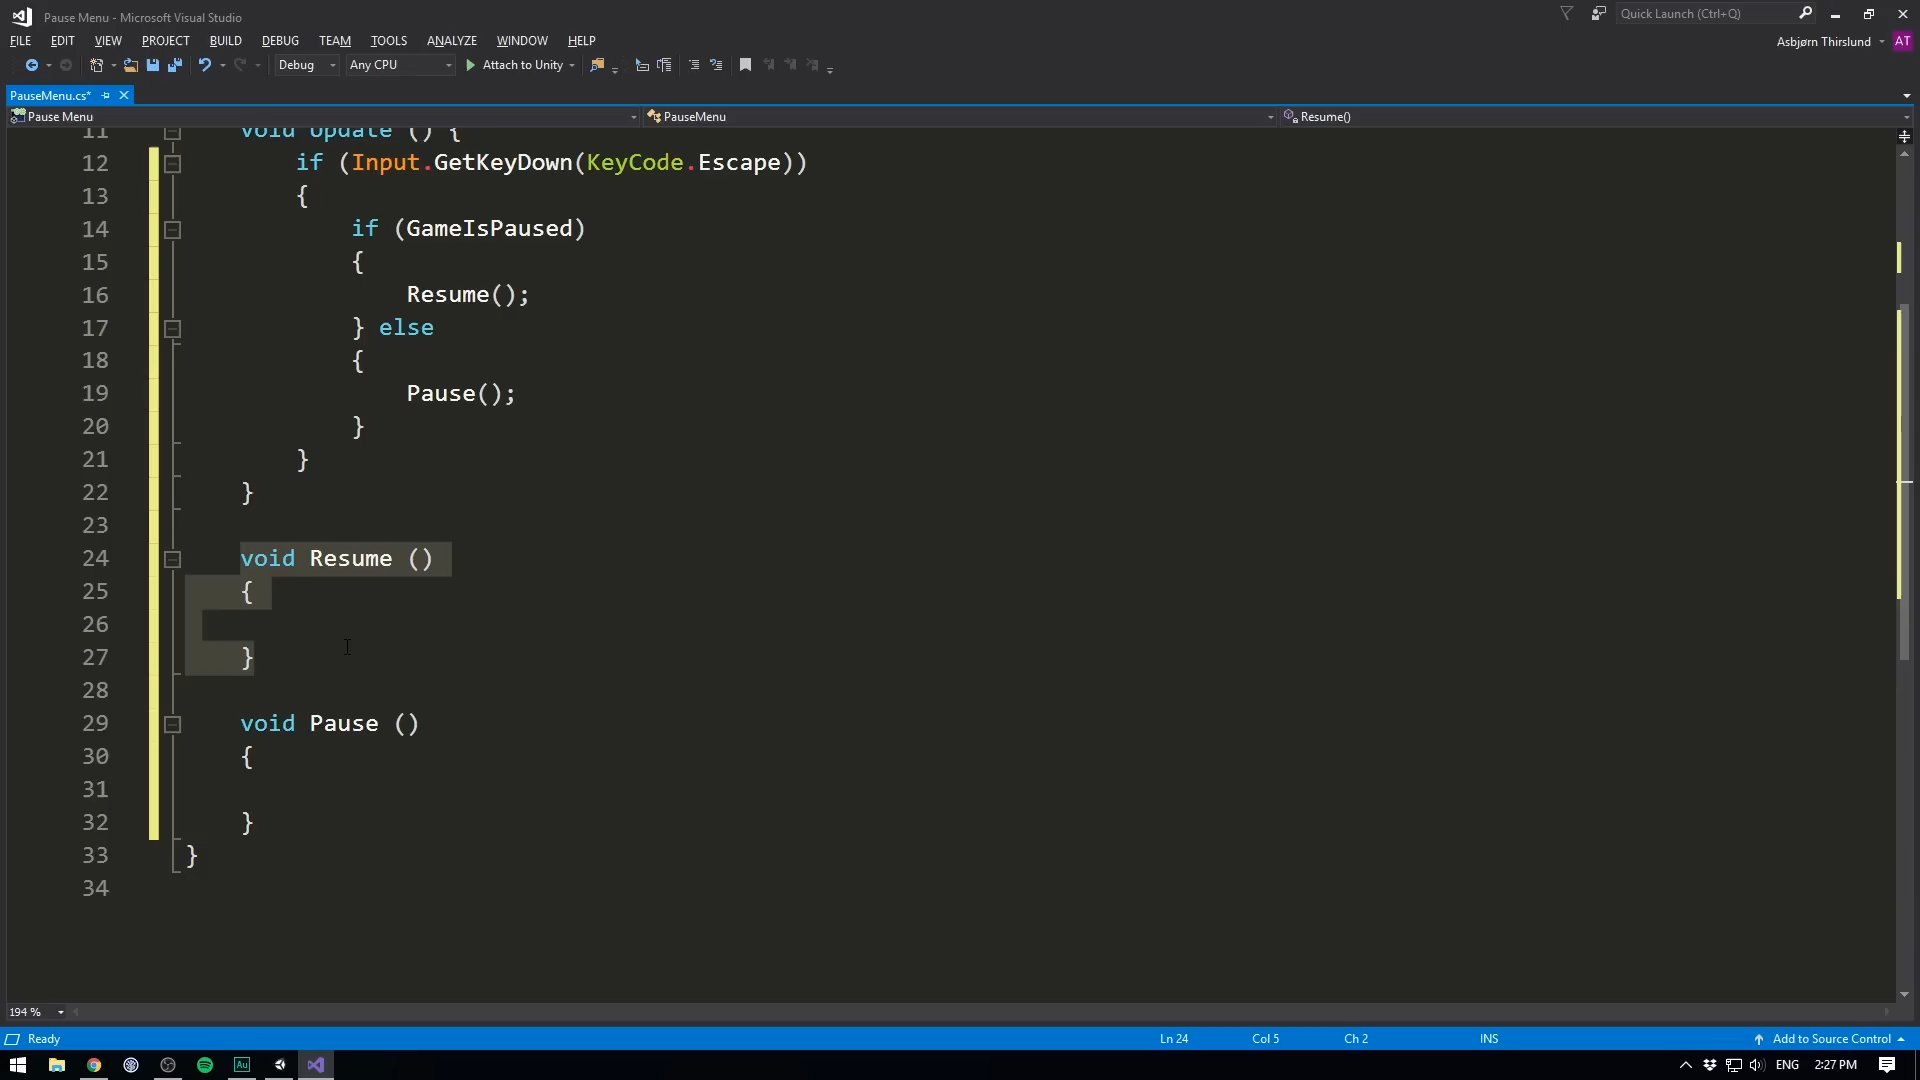 Pause Menu - Microsoft Visual Studio
Quick Launch (Ctrl+Q)
FILE EDIT VIEW PROJECT BUILD DEBUG TEAM TOOLS ANALYZE WINDOW HELP
Asbjørn Thirslund AT
Debug Any CPU Attach to Unity
PauseMenu.cs*
Pause Menu PauseMenu Resume()
11 void Update () {
12 if (Input.GetKeyDown(KeyCode.Escape))
13 {
14 if (GameIsPaused)
15 {
16 Resume();
17 } else
18 {
19 Pause();
20 }
21 }
22 }
23
24 void Resume ()
25 {
26
27 }
28
29 void Pause ()
30 {
31
32 }
33 }
34
194 %
Ready Ln 24 Col 5 Ch 2 INS Add to Source Control
Au ENG 2:27 PM